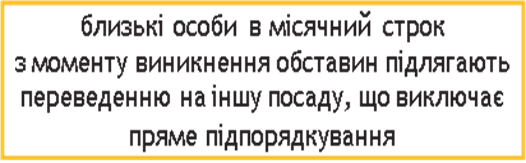 близькі особи в місячний строк
з моменту виникнення обставин підлягають
переведенню на іншу посаду, що виключає
пряме підпорядкування